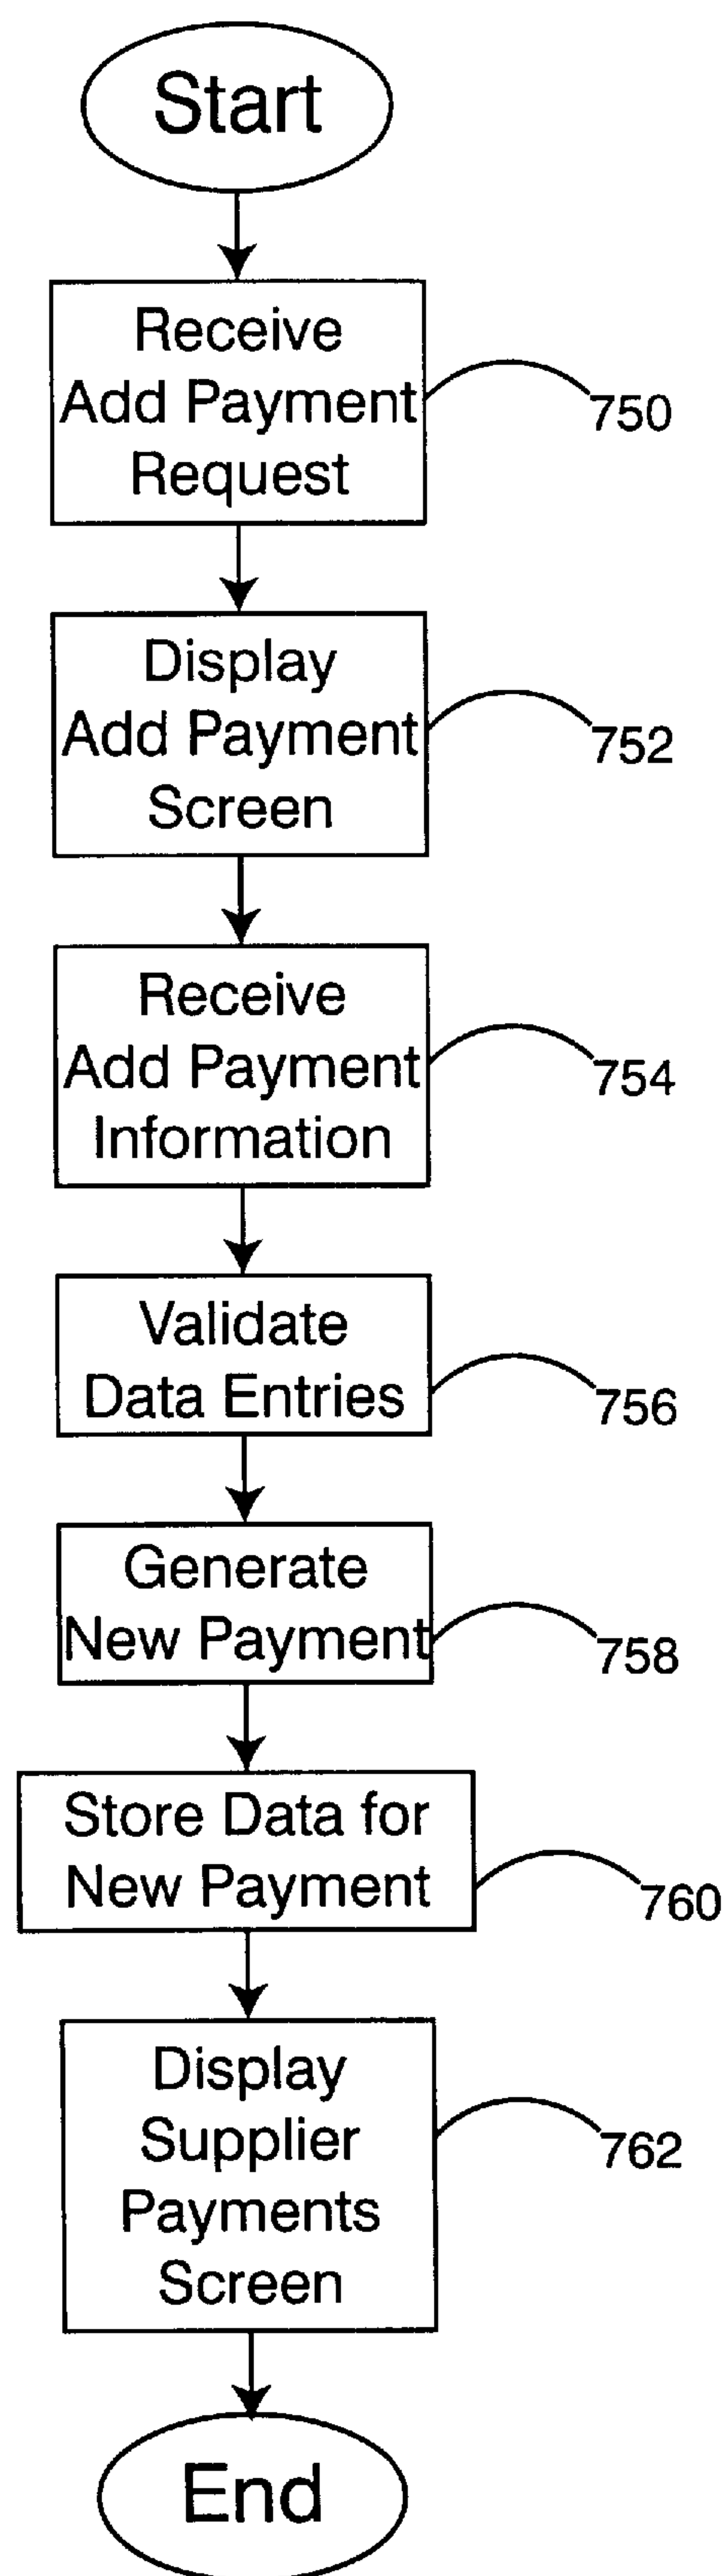 Start
Receive
Add Payment
Request
750
Display
Add Payment
Screen
752
Receive
Add Payment
Information
754
Validate
Data Entries
756
Generate
New Payment
758
Store Data for
New Payment
760
Display
Supplier
Payments
Screen
762
End